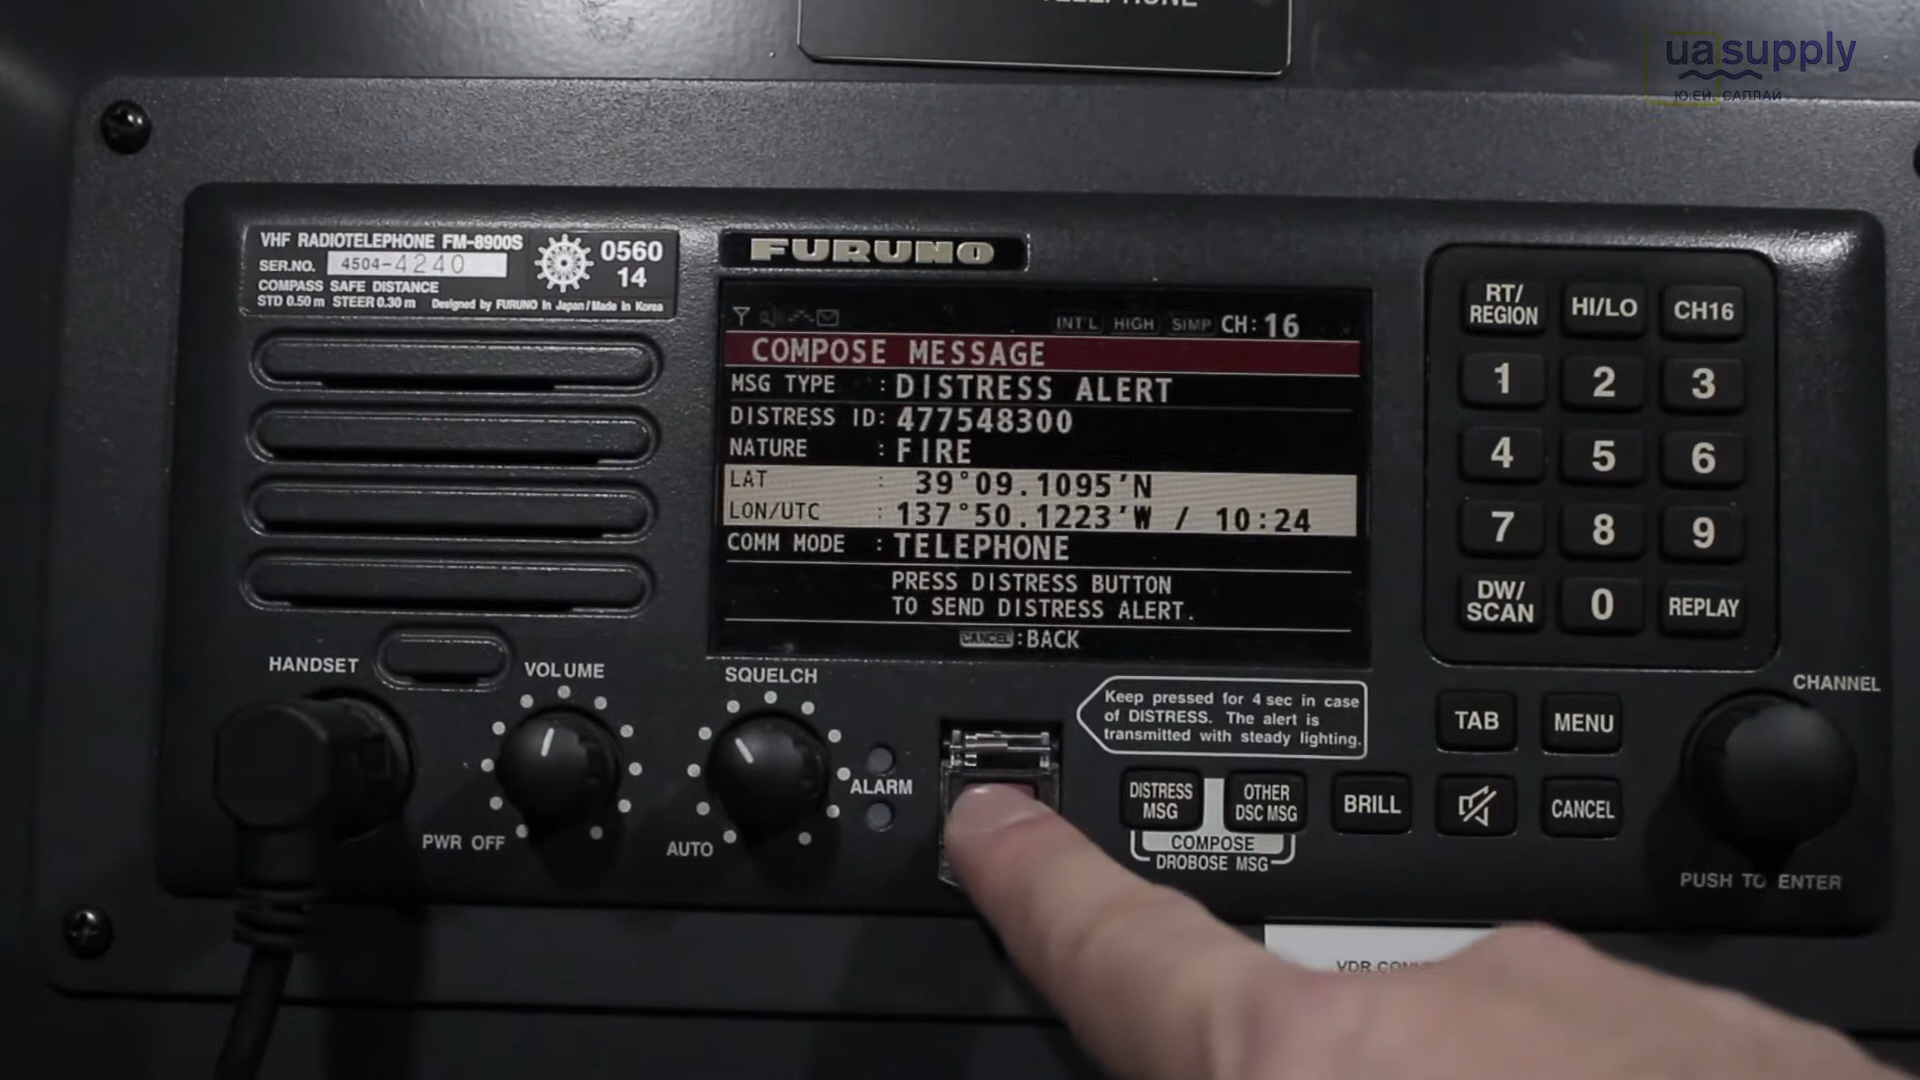 TELEPHONE
uasupply
Ю.ЕЙ. САПЛАЙ
VHF RADIOTELEPHONE FM-8900S
SER.NO. 4504-4240
COMPASS SAFE DISTANCE
STD 0.50 m STEER 0.30 m Designed by FURUNO in Japan/Made in Korea
0560
14
FURUNO
INT'L HIGH SIMP CH:16
COMPOSE MESSAGE
MSG TYPE : DISTRESS ALERT
DISTRESS ID: 477548300
NATURE : FIRE
LAT : 39°09.1095'N
LON/UTC : 137°50.1223'W / 10:24
COMM MODE : TELEPHONE
PRESS DISTRESS BUTTON
TO SEND DISTRESS ALERT.
CANCEL:BACK
RT/
REGION
HI/LO
CH16
1 2 3
4 5 6
7 8 9
DW/
SCAN
0
REPLAY
HANDSET
VOLUME
PWR OFF
SQUELCH
AUTO
ALARM
Keep pressed for 4 sec in case
of DISTRESS. The alert is
transmitted with steady lighting.
DISTRESS
MSG
OTHER
DSC MSG
COMPOSE
DROBOSE MSG
BRILL
TAB
MENU
CANCEL
CHANNEL
PUSH TO ENTER
VDR